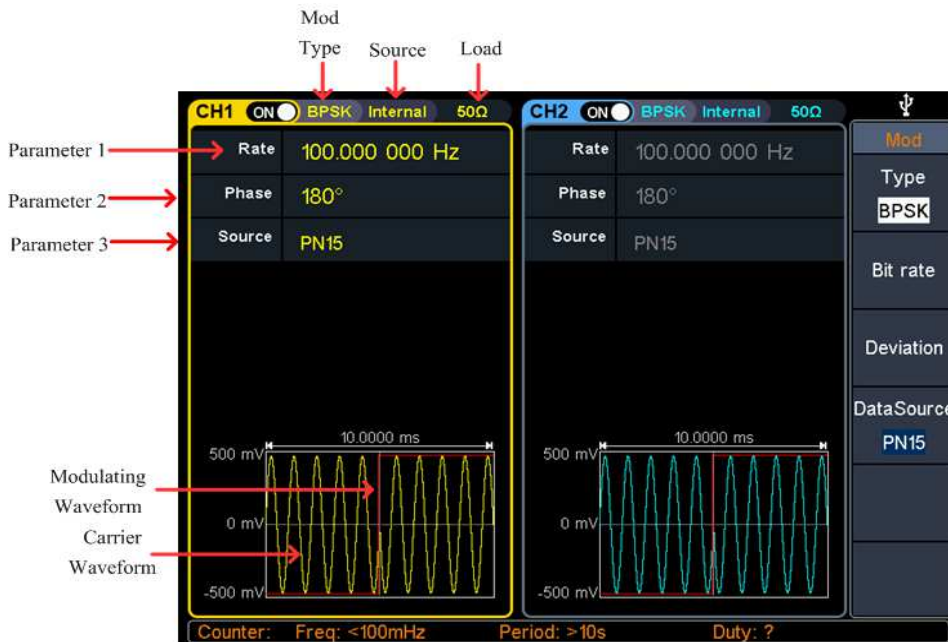 Mod
Type
Source
Load
CH1 ON BPSK Internal 50Ω
CH2 ON BPSK Internal 50Ω
Parameter 1
Rate 100.000 000 Hz
Rate 100.000 000 Hz
Mod
Type
BPSK
Parameter 2
Phase 180°
Phase 180°
Parameter 3
Source PN15
Source PN15
Bit rate
Deviation
DataSource
PN15
10.0000 ms
10.0000 ms
500 mV
500 mV
Modulating
Waveform
0 mV
0 mV
Carrier
Waveform
-500 mV
-500 mV
Counter: Freq: <100mHz Period: >10s Duty: ?